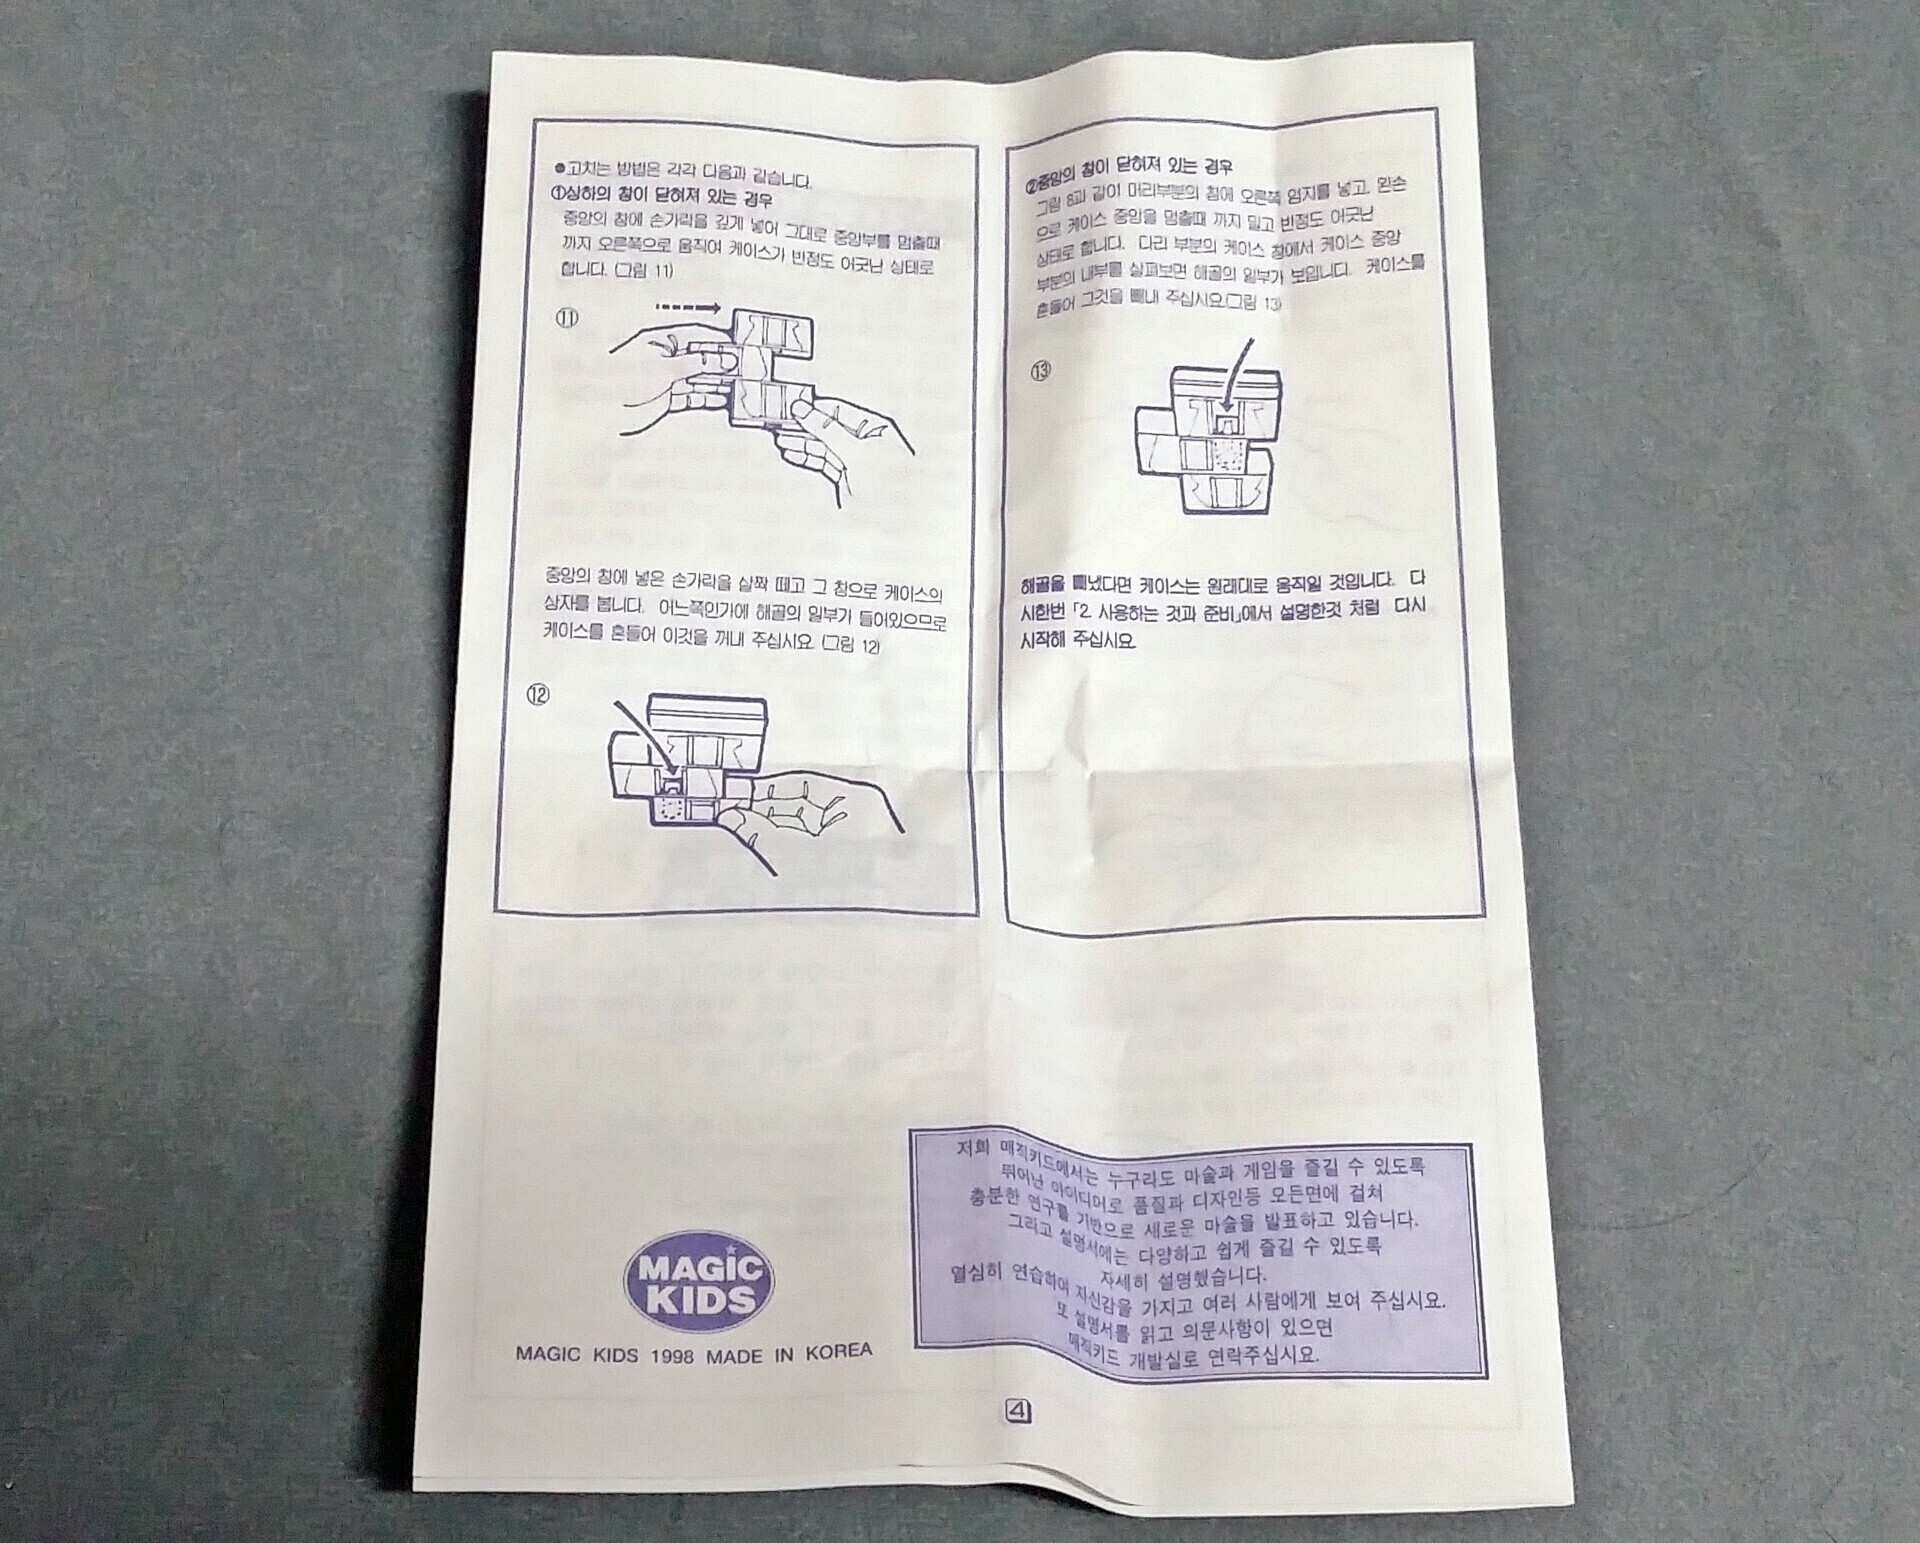 ●고치는 방법은 각각 다음과 같습니다.
①상하의 창이 닫혀져 있는 경우
중앙의 창에 손가락을 깊게 넣어 그대로 중앙부를 멈출때
까지 오른쪽으로 움직여 케이스가 반정도 어긋난 상태로
합니다. (그림 11)
⑪
중앙의 창에 넣은 손가락을 살짝 떼고 그 창으로 케이스의
상자를 봅니다. 어느쪽인가에 해골의 일부가 들어있으므로
케이스를 흔들어 이것을 꺼내 주십시요. (그림 12)
⑫
②중앙의 창이 닫혀져 있는 경우
그림 8과 같이 머리부분의 창에 오른쪽 엄지를 넣고, 왼손
으로 케이스 중앙을 멈출때 까지 밀고 반정도 어긋난
상태로 합니다. 다리 부분의 케이스 창에서 케이스 중앙
부분의 내부를 살펴보면 해골의 일부가 보입니다. 케이스를
흔들어 그것을 빼내 주십시요(그림 13)
⑬
해골을 빼냈다면 케이스는 원래대로 움직일 것입니다. 다
시한번 「2. 사용하는 것과 준비」에서 설명한것 처럼 다시
시작해 주십시요.
저희 매직키드에서는 누구라도 마술과 게임을 즐길 수 있도록
뛰어난 아이디어로 품질과 디자인등 모든면에 걸쳐
충분한 연구를 기반으로 새로운 마술을 발표하고 있습니다.
그리고 설명서에는 다양하고 쉽게 즐길 수 있도록
자세히 설명했습니다.
열심히 연습하여 자신감을 가지고 여러 사람에게 보여 주십시요.
또 설명서를 읽고 의문사항이 있으면
매직키드 개발실로 연락주십시요.
MAGIC
KIDS
MAGIC KIDS 1998 MADE IN KOREA
4